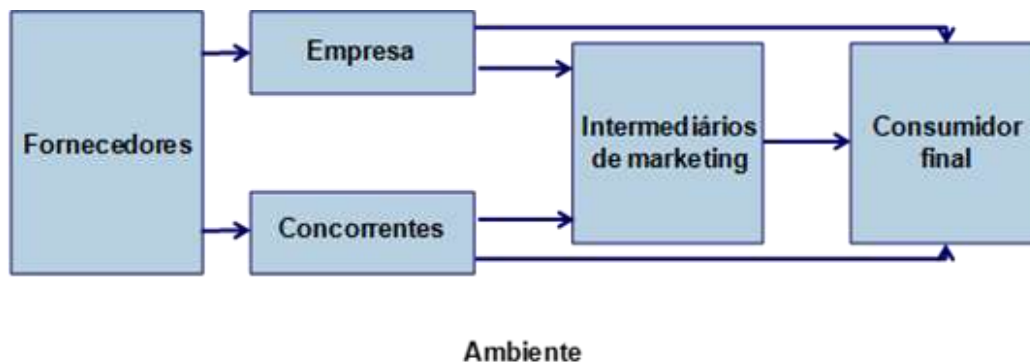 Fornecedores
Empresa
Concorrentes
Intermediários
de marketing
Consumidor
final
Ambiente